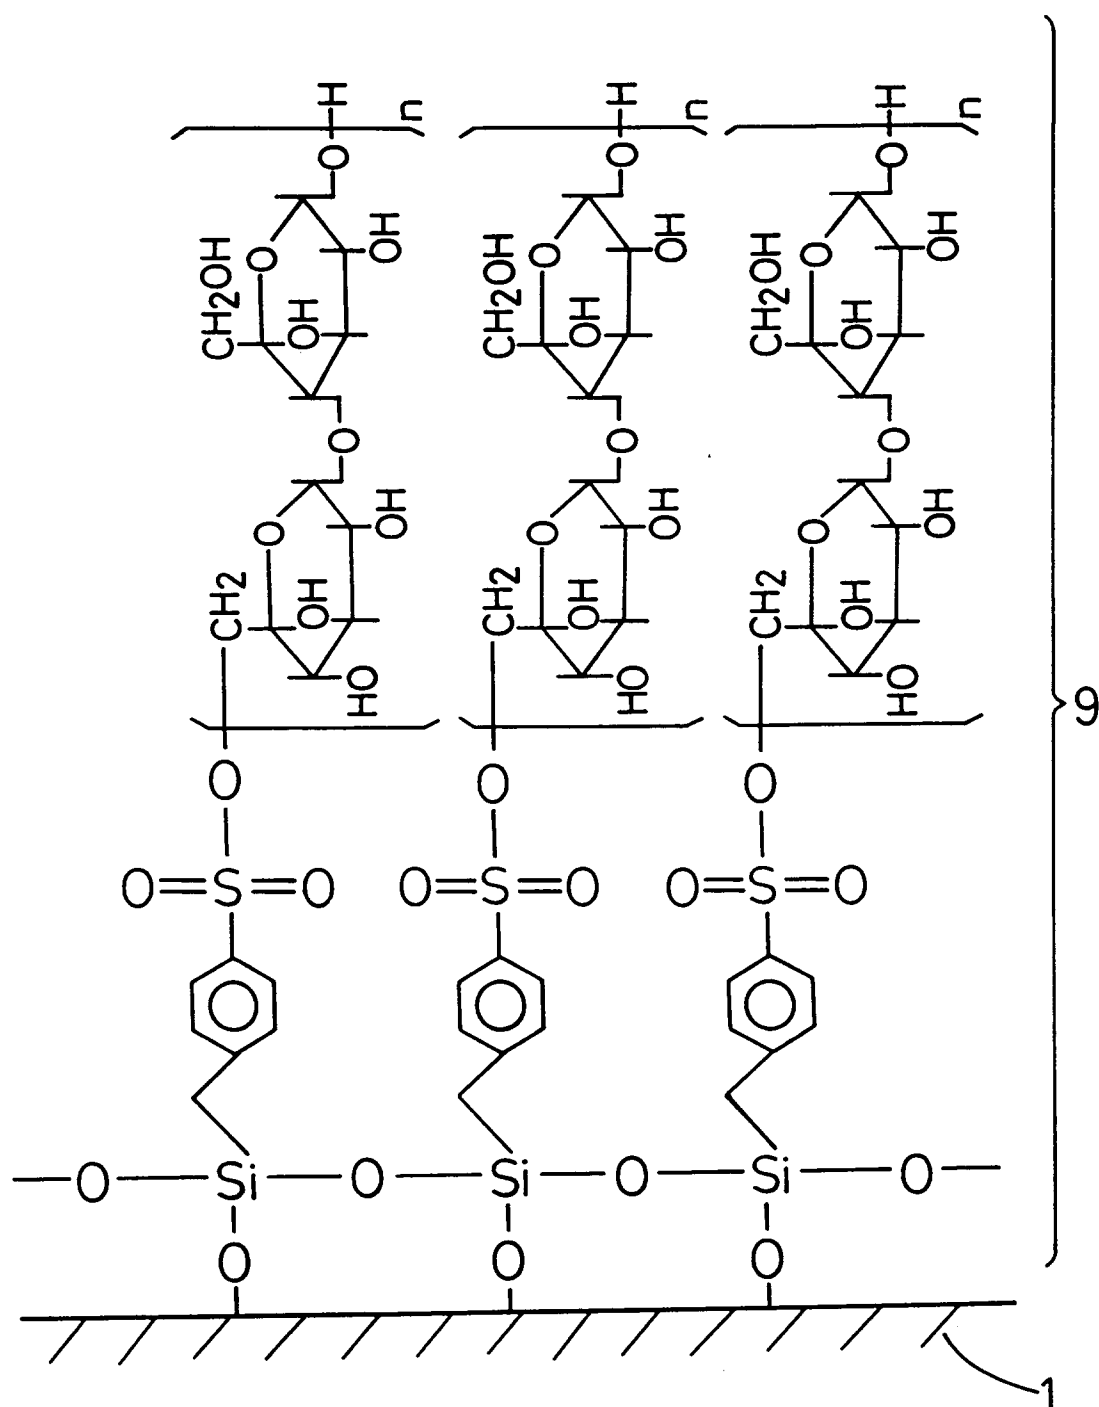 H n H n H n
O O O
CH2OH O OH OH CH2OH O OH OH CH2OH O OH OH
O O O
CH2 O OH OH CH2 O OH OH CH2 O OH OH
HO HO HO
9
O O O
O=S=O O=S=O O=S=O
—O—Si—O—Si—O—Si—O—
O O O
1